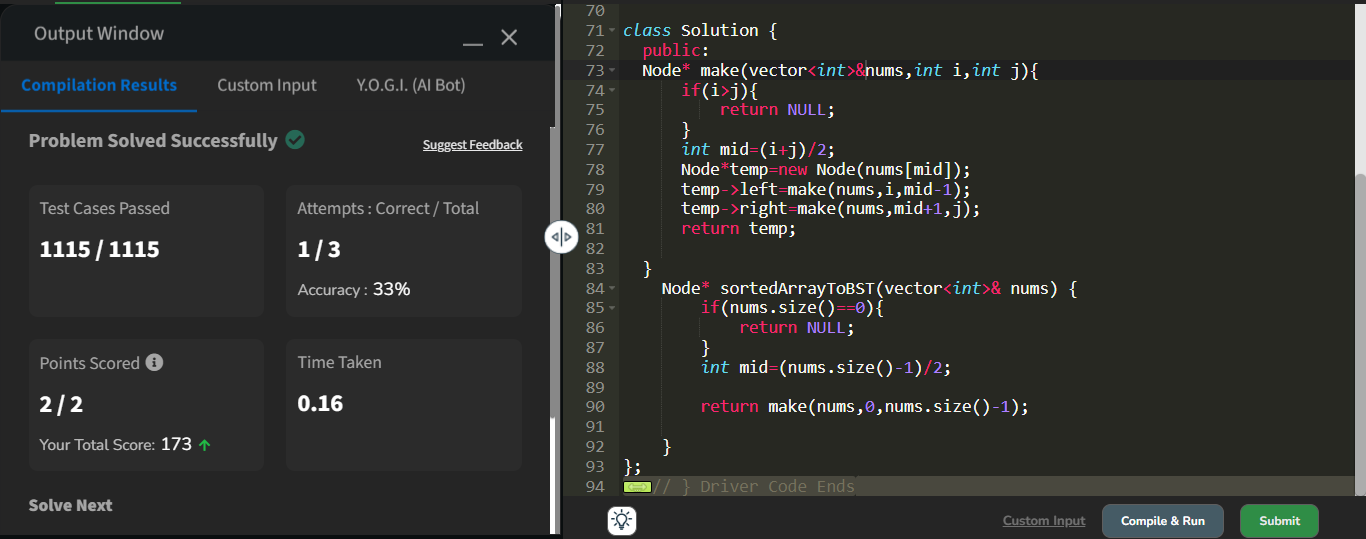 Output Window
Compilation Results Custom Input Y.O.G.I. (AI Bot)
Problem Solved Successfully
Suggest Feedback
Test Cases Passed
1115 / 1115
Attempts : Correct / Total
1 / 3
Accuracy : 33%
Points Scored
2 / 2
Your Total Score: 173
Time Taken
0.16
Solve Next
70
71 class Solution {
72 public:
73 Node* make(vector<int>&nums,int i,int j){
74 if(i>j){
75 return NULL;
76 }
77 int mid=(i+j)/2;
78 Node*temp=new Node(nums[mid]);
79 temp->left=make(nums,i,mid-1);
80 temp->right=make(nums,mid+1,j);
81 return temp;
82
83 }
84 Node* sortedArrayToBST(vector<int>& nums) {
85 if(nums.size()==0){
86 return NULL;
87 }
88 int mid=(nums.size()-1)/2;
89
90 return make(nums,0,nums.size()-1);
91
92 }
93 };
94 // } Driver Code Ends
Custom Input Compile & Run Submit